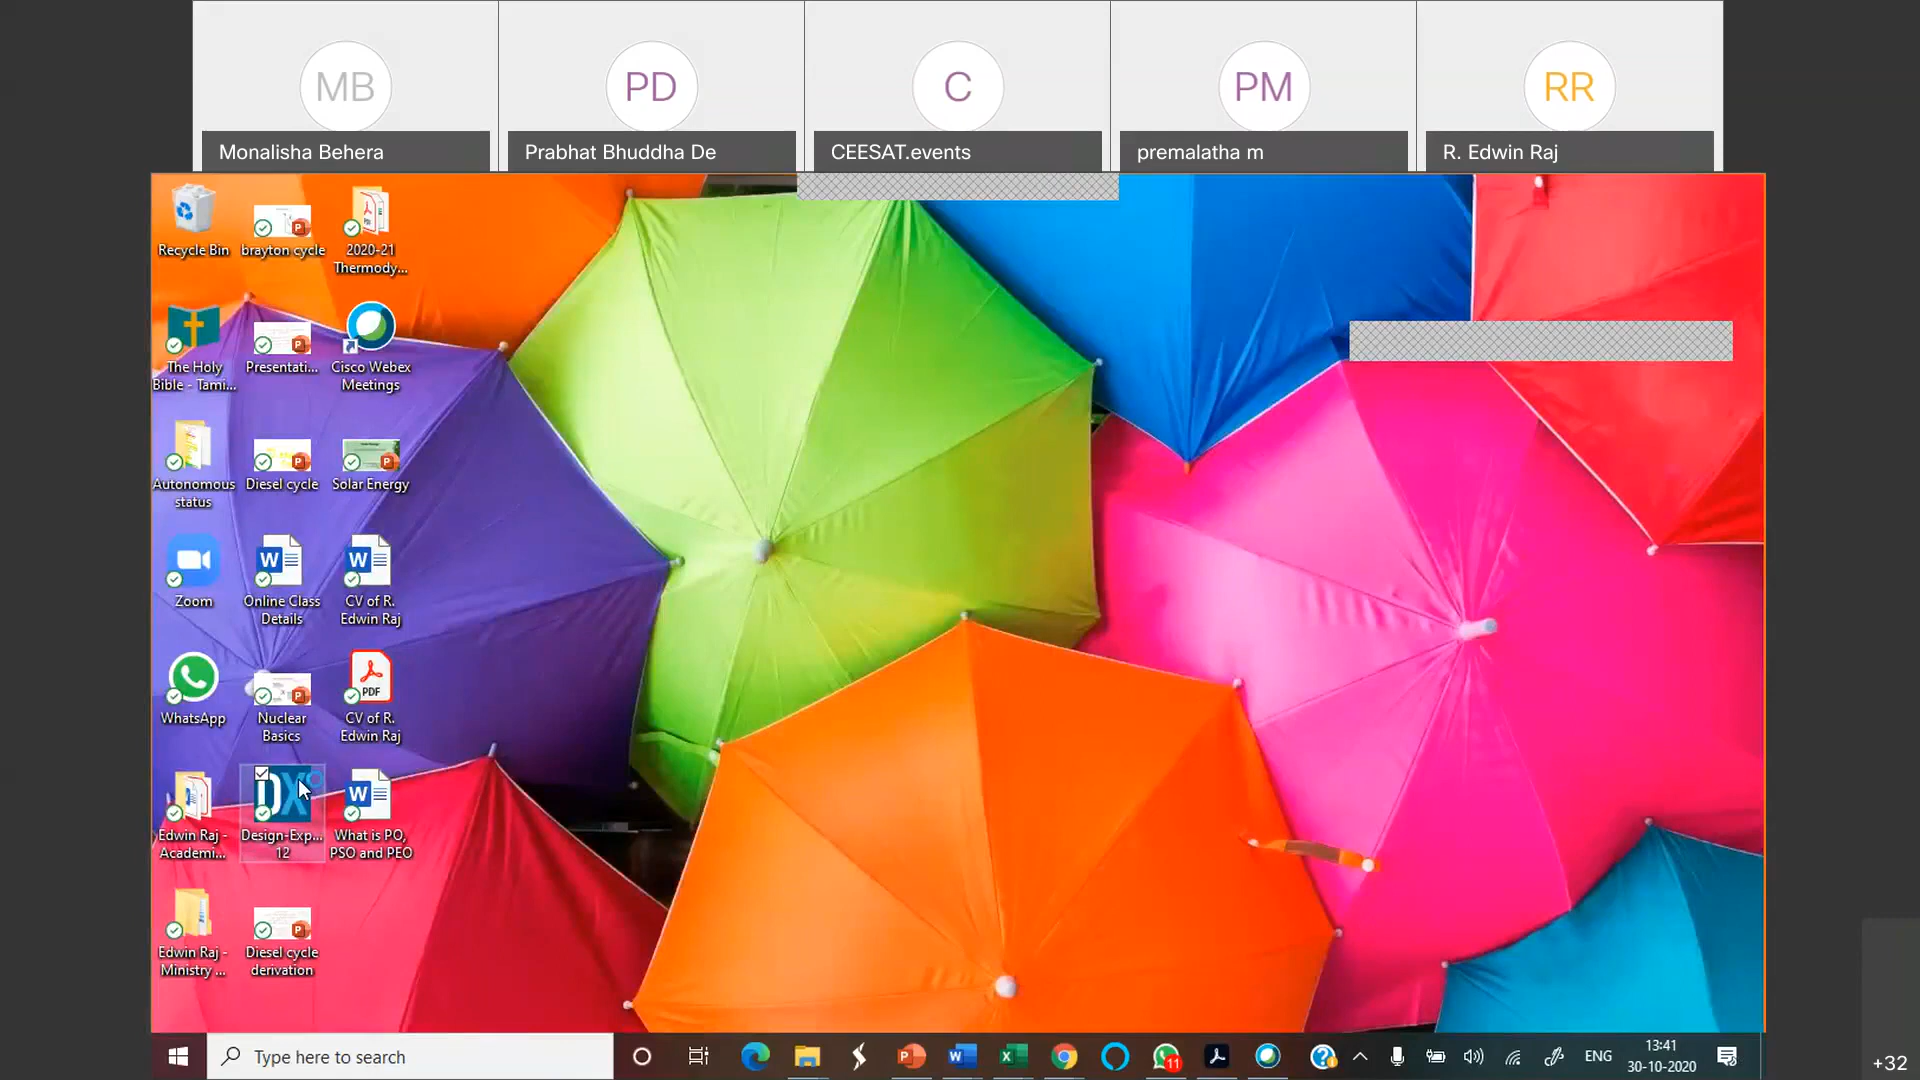 MB
PD
C
PM
RR
Monalisha Behera
Prabhat Bhuddha De
CEESAT.events
premalatha m
R. Edwin Raj
Recycle Bin
brayton cycle
2020-21
Thermody...
The Holy
Bible - Tami...
Presentati...
Cisco Webex
Meetings
Autonomous
status
Diesel cycle
Solar Energy
Zoom
Online Class
Details
CV of R.
Edwin Raj
WhatsApp
Nuclear
Basics
PDF
CV of R.
Edwin Raj
Edwin Raj -
Academi...
DX
Design-Exp...
12
What is PO,
PSO and PEO
Edwin Raj -
Ministry ...
Diesel cycle
derivation
Type here to search
11
ENG
13:41
30-10-2020
+32